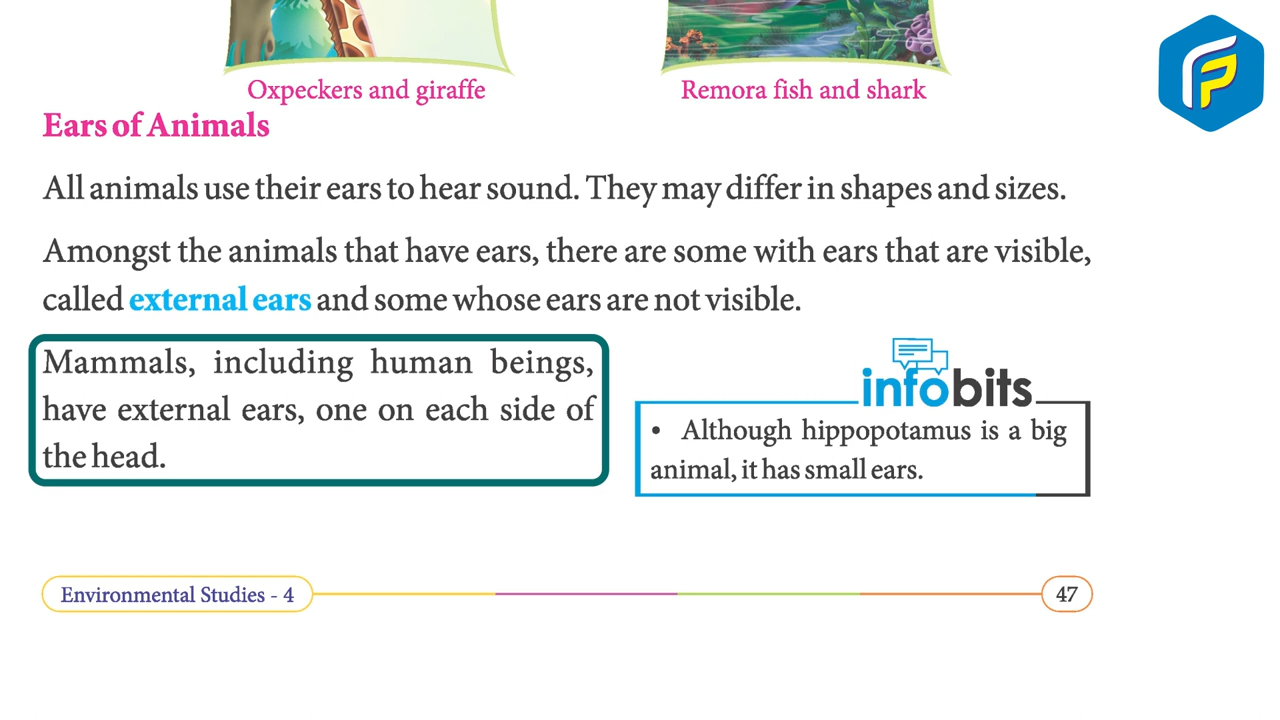 Oxpeckers and giraffe
Remora fish and shark
Ears of Animals
All animals use their ears to hear sound. They may differ in shapes and sizes.
Amongst the animals that have ears, there are some with ears that are visible,
called external ears and some whose ears are not visible.
Mammals, including human beings,
have external ears, one on each side of
the head.
infobits
• Although hippopotamus is a big
animal, it has small ears.
Environmental Studies - 4
47